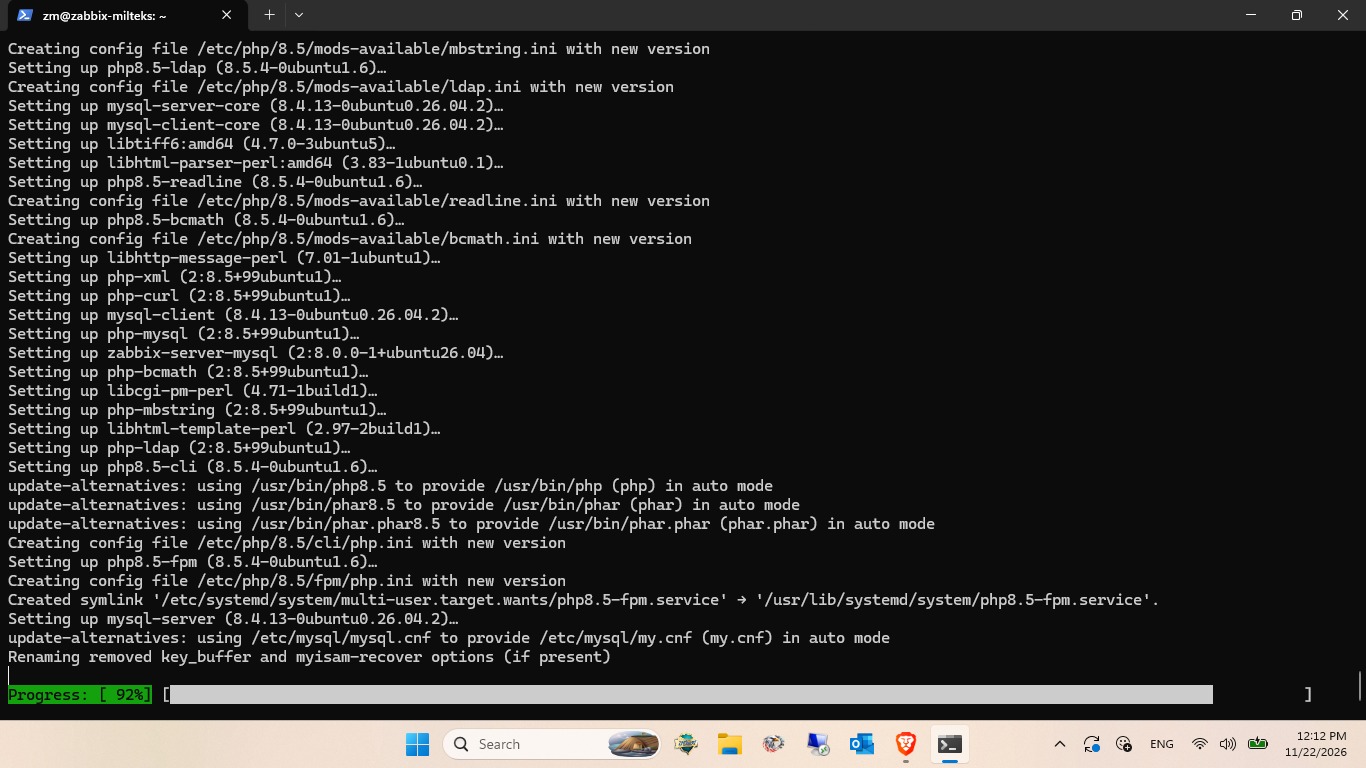 zm@zabbix-milteks: ~
Creating config file /etc/php/8.5/mods-available/mbstring.ini with new version
Setting up php8.5-ldap (8.5.4-0ubuntu1.6)…
Creating config file /etc/php/8.5/mods-available/ldap.ini with new version
Setting up mysql-server-core (8.4.13-0ubuntu0.26.04.2)…
Setting up mysql-client-core (8.4.13-0ubuntu0.26.04.2)…
Setting up libtiff6:amd64 (4.7.0-3ubuntu5)…
Setting up libhtml-parser-perl:amd64 (3.83-1ubuntu0.1)…
Setting up php8.5-readline (8.5.4-0ubuntu1.6)…
Creating config file /etc/php/8.5/mods-available/readline.ini with new version
Setting up php8.5-bcmath (8.5.4-0ubuntu1.6)…
Creating config file /etc/php/8.5/mods-available/bcmath.ini with new version
Setting up libhttp-message-perl (7.01-1ubuntu1)…
Setting up php-xml (2:8.5+99ubuntu1)…
Setting up php-curl (2:8.5+99ubuntu1)…
Setting up mysql-client (8.4.13-0ubuntu0.26.04.2)…
Setting up php-mysql (2:8.5+99ubuntu1)…
Setting up zabbix-server-mysql (2:8.0.0-1+ubuntu26.04)…
Setting up php-bcmath (2:8.5+99ubuntu1)…
Setting up libcgi-pm-perl (4.71-1build1)…
Setting up php-mbstring (2:8.5+99ubuntu1)…
Setting up libhtml-template-perl (2.97-2build1)…
Setting up php-ldap (2:8.5+99ubuntu1)…
Setting up php8.5-cli (8.5.4-0ubuntu1.6)…
update-alternatives: using /usr/bin/php8.5 to provide /usr/bin/php (php) in auto mode
update-alternatives: using /usr/bin/phar8.5 to provide /usr/bin/phar (phar) in auto mode
update-alternatives: using /usr/bin/phar.phar8.5 to provide /usr/bin/phar.phar (phar.phar) in auto mode
Creating config file /etc/php/8.5/cli/php.ini with new version
Setting up php8.5-fpm (8.5.4-0ubuntu1.6)…
Creating config file /etc/php/8.5/fpm/php.ini with new version
Created symlink '/etc/systemd/system/multi-user.target.wants/php8.5-fpm.service' → '/usr/lib/systemd/system/php8.5-fpm.service'.
Setting up mysql-server (8.4.13-0ubuntu0.26.04.2)…
update-alternatives: using /etc/mysql/mysql.cnf to provide /etc/mysql/my.cnf (my.cnf) in auto mode
Renaming removed key_buffer and myisam-recover options (if present)
Progress: [ 92%] [ ]
Search
ENG
12:12 PM
11/22/2026